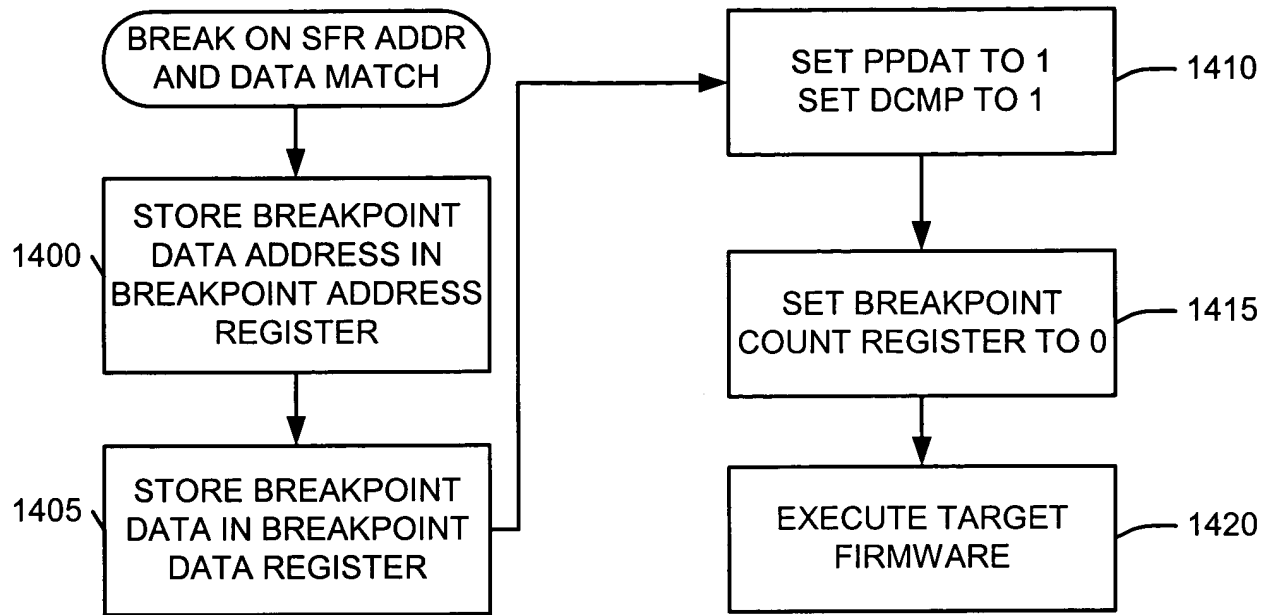 BREAK ON SFR ADDR
AND DATA MATCH
1400
STORE BREAKPOINT
DATA ADDRESS IN
BREAKPOINT ADDRESS
REGISTER
1405
STORE BREAKPOINT
DATA IN BREAKPOINT
DATA REGISTER
SET PPDAT TO 1
SET DCMP TO 1
1410
SET BREAKPOINT
COUNT REGISTER TO 0
1415
EXECUTE TARGET
FIRMWARE
1420